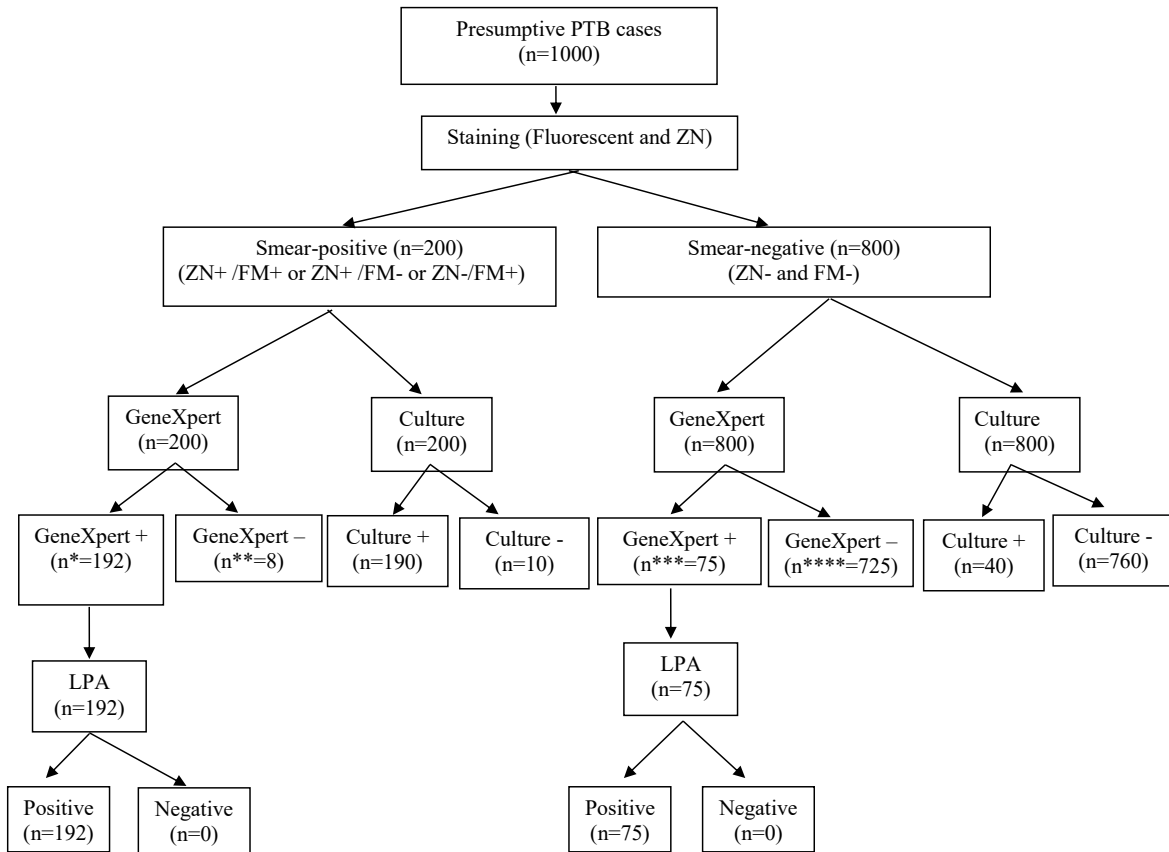 Presumptive PTB cases
(n=1000)
Staining (Fluorescent and ZN)
Smear-positive (n=200)
(ZN+ /FM+ or ZN+ /FM- or ZN-/FM+)
Smear-negative (n=800)
(ZN- and FM-)
GeneXpert
(n=200)
Culture
(n=200)
GeneXpert
(n=800)
Culture
(n=800)
GeneXpert +
(n*=192)
GeneXpert –
(n**=8)
Culture +
(n=190)
Culture -
(n=10)
GeneXpert +
(n***=75)
GeneXpert –
(n****=725)
Culture +
(n=40)
Culture -
(n=760)
LPA
(n=192)
LPA
(n=75)
Positive
(n=192)
Negative
(n=0)
Positive
(n=75)
Negative
(n=0)